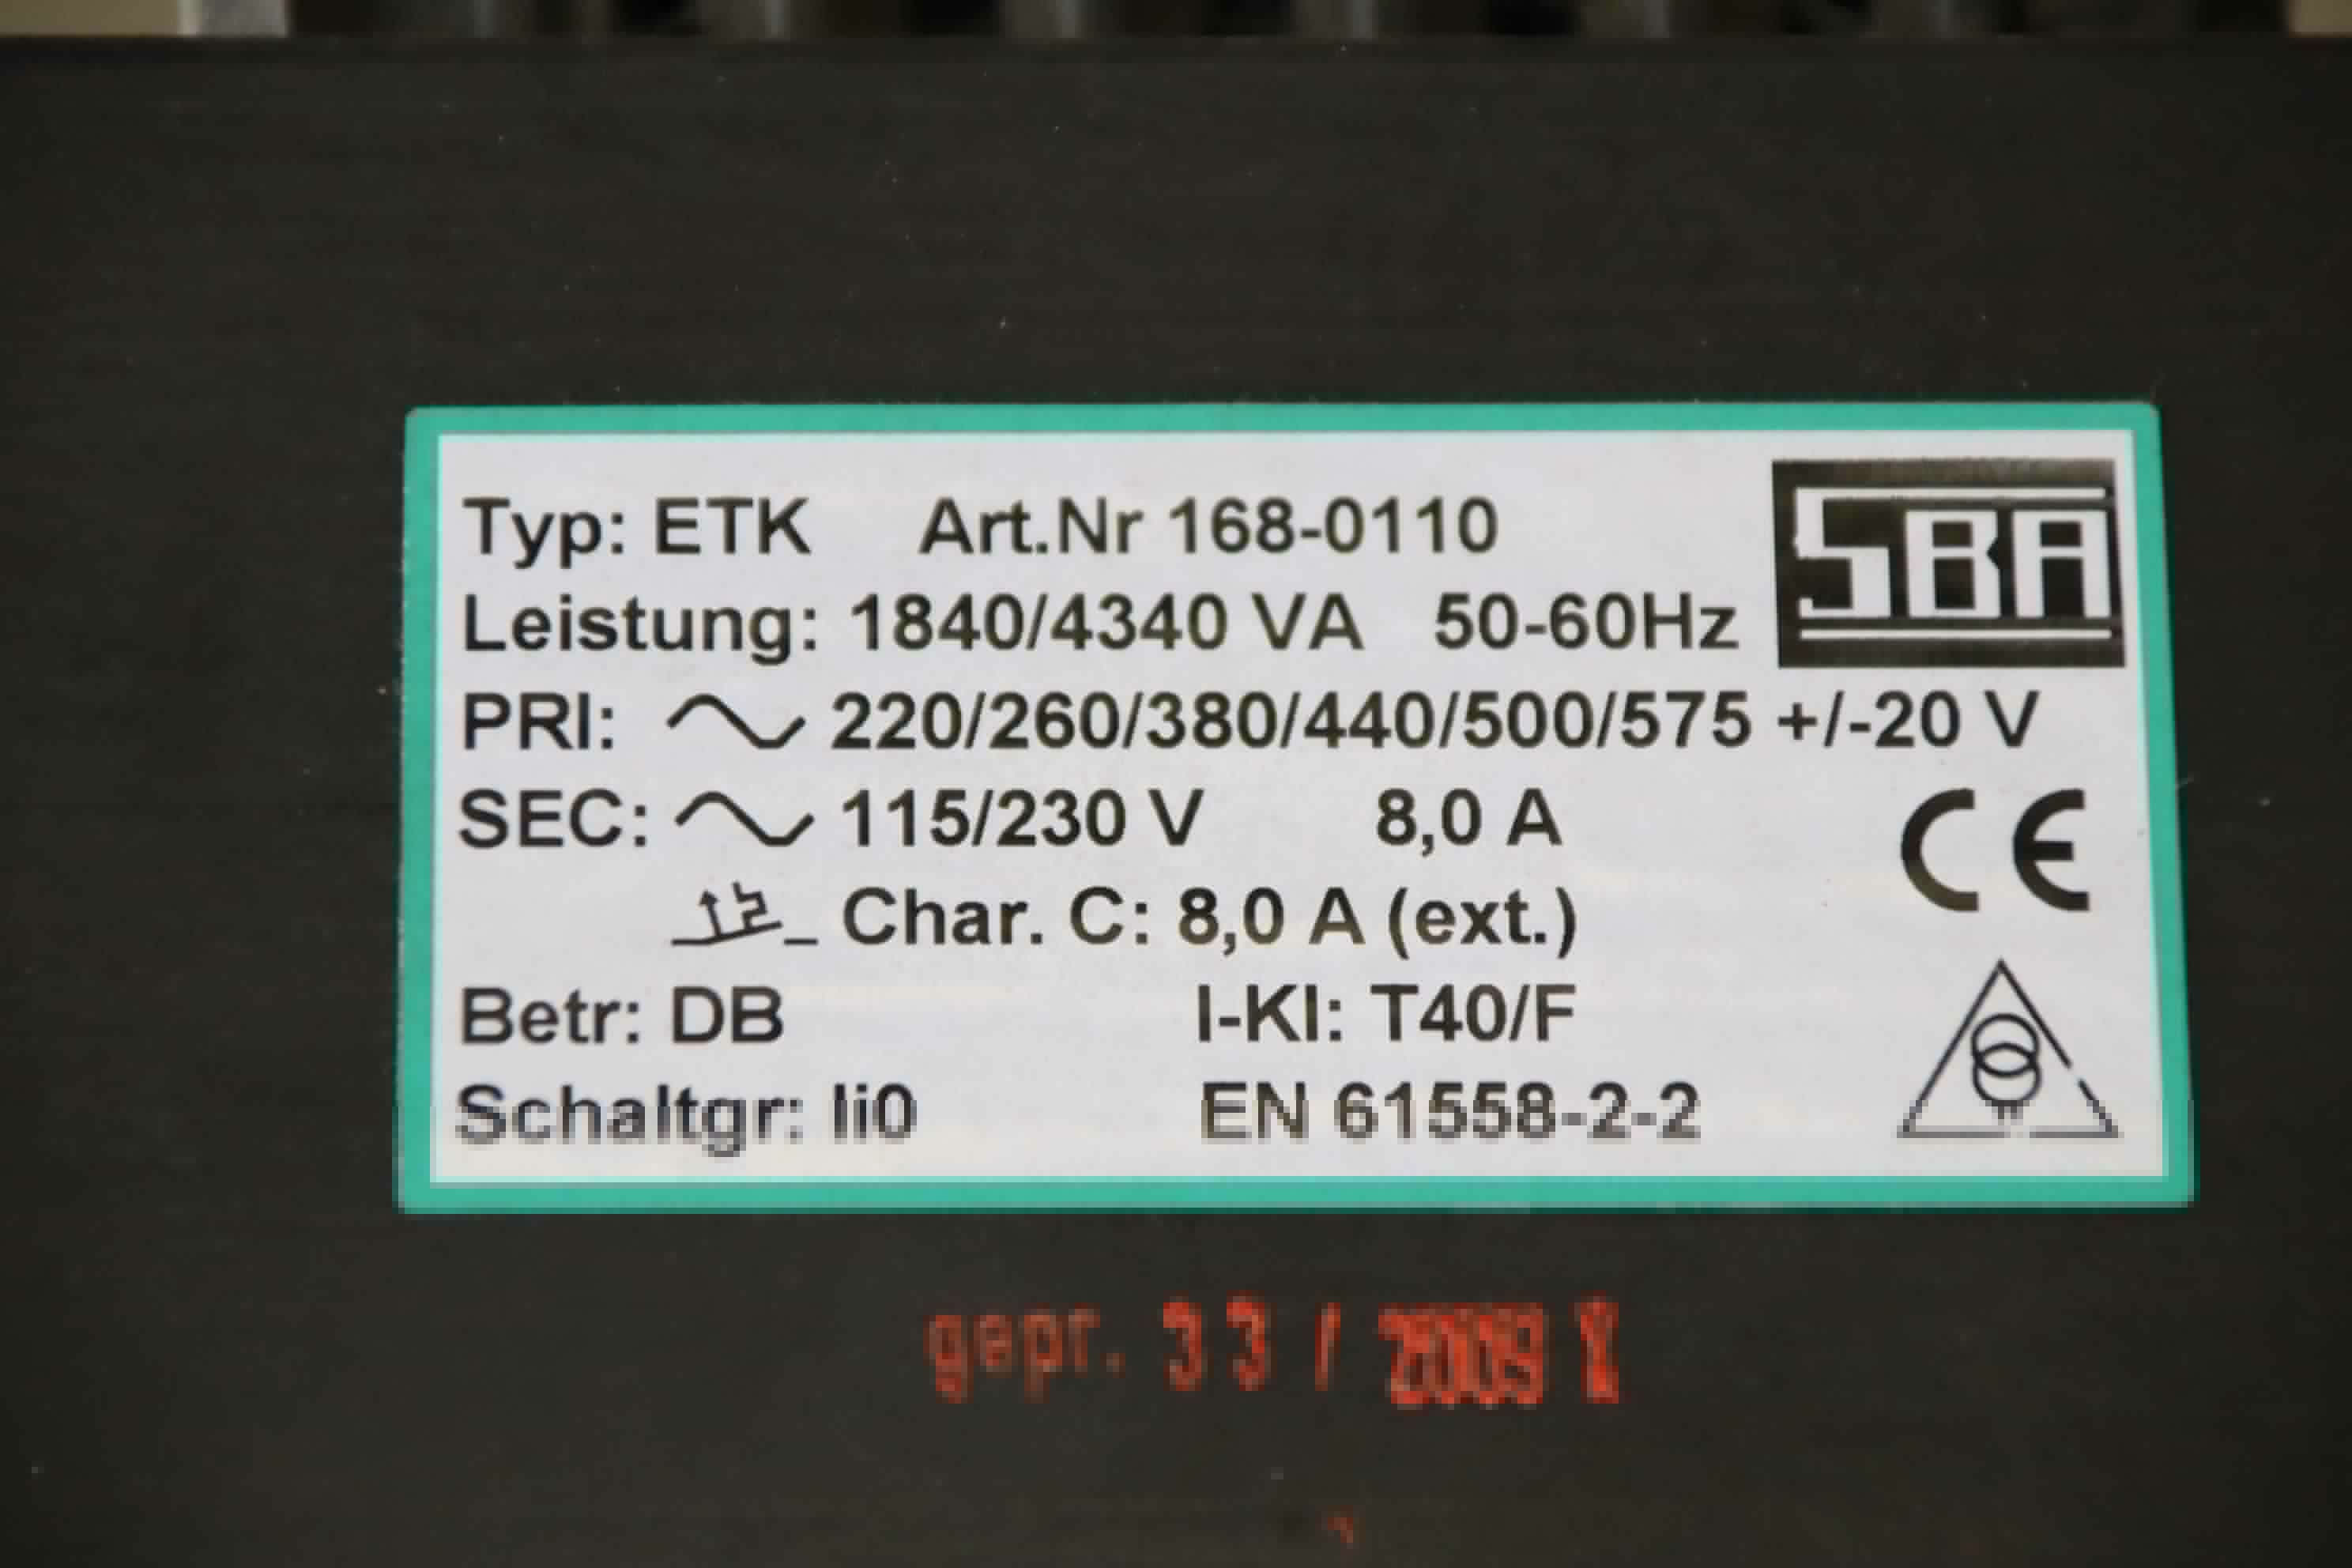 Typ: ETK Art.Nr 168-0110
SBA
Leistung: 1840/4340 VA 50-60Hz
PRI: 220/260/380/440/500/575 +/-20 V
SEC: 115/230 V 8,0 A
CE
Char. C: 8,0 A (ext.)
Betr: DB I-Kl: T40/F
Schaltgr: Ii0 EN 61558-2-2
gepr. 33 / 2009